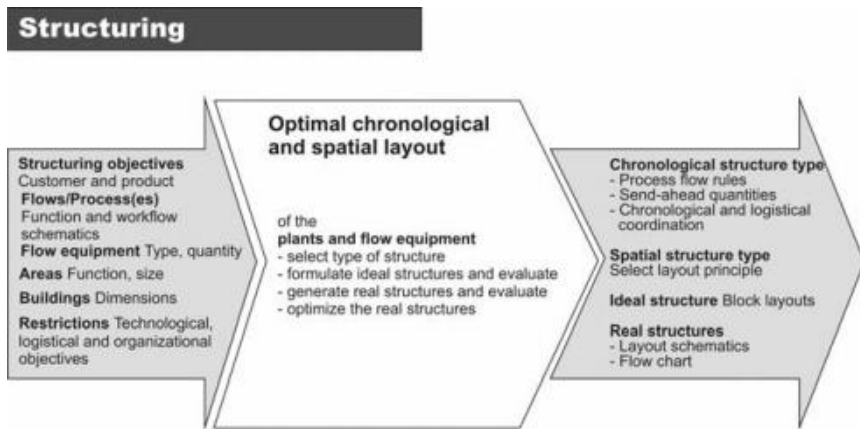 Structuring
Structuring objectives
Customer and product
Flows/Process(es)
Function and workflow
schematics
Flow equipment Type, quantity
Areas Function, size
Buildings Dimensions
Restrictions Technological,
logistical and organizational
objectives
Optimal chronological
and spatial layout
of the
plants and flow equipment
- select type of structure
- formulate ideal structures and evaluate
- generate real structures and evaluate
- optimize the real structures
Chronological structure type
- Process flow rules
- Send-ahead quantities
- Chronological and logistical
coordination
Spatial structure type
Select layout principle
Ideal structure Block layouts
Real structures
- Layout schematics
- Flow chart